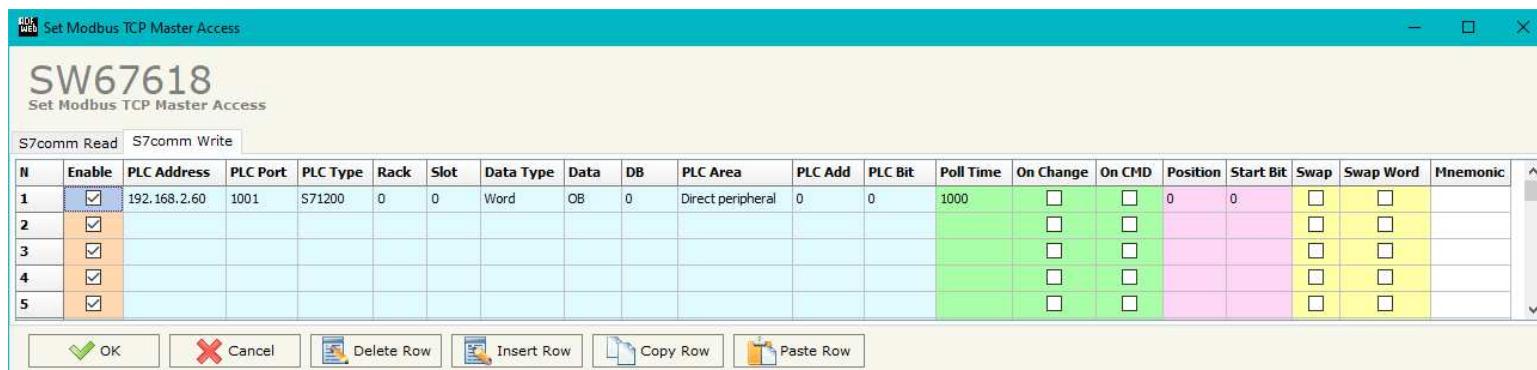 ADF WEB Set Modbus TCP Master Access
SW67618
Set Modbus TCP Master Access
S7comm Read S7comm Write
N Enable PLC Address PLC Port PLC Type Rack Slot Data Type Data DB PLC Area PLC Add PLC Bit Poll Time On Change On CMD Position Start Bit Swap Swap Word Mnemonic
1 192.168.2.60 1001 S71200 0 0 Word OB 0 Direct peripheral 0 0 1000 0 0
2
3
4
5
OK Cancel Delete Row Insert Row Copy Row Paste Row